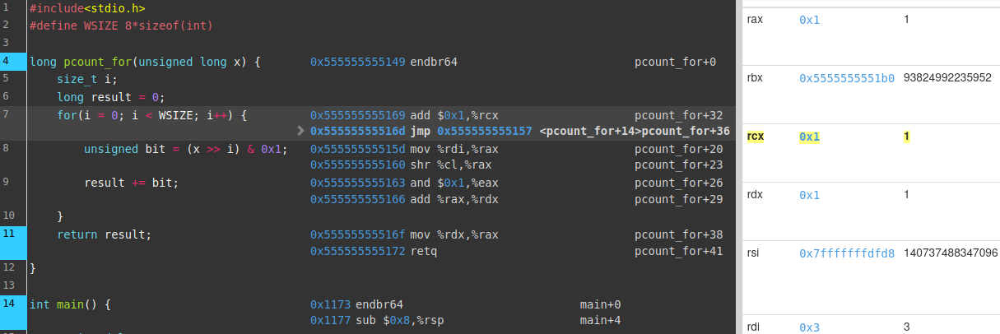 1 #include<stdio.h>
2 #define WSIZE 8*sizeof(int)
3
4 long pcount_for(unsigned long x) { 0x555555555149 endbr64 pcount_for+0
5 size_t i;
6 long result = 0;
7 for(i = 0; i < WSIZE; i++) { 0x555555555169 add $0x1,%rcx pcount_for+32
0x55555555516d jmp 0x555555555157 <pcount_for+14>pcount_for+36
8 unsigned bit = (x >> i) & 0x1; 0x55555555515d mov %rdi,%rax pcount_for+20
0x555555555160 shr %cl,%rax pcount_for+23
9 result += bit; 0x555555555163 and $0x1,%eax pcount_for+26
0x555555555166 add %rax,%rdx pcount_for+29
10 }
11 return result; 0x55555555516f mov %rdx,%rax pcount_for+38
0x555555555172 retq pcount_for+41
12 }
13
14 int main() { 0x1173 endbr64 main+0
0x1177 sub $0x8,%rsp main+4
rax 0x1 1
rbx 0x5555555551b0 93824992235952
rcx 0x1 1
rdx 0x1 1
rsi 0x7fffffffdfd8 140737488347096
rdi 0x3 3